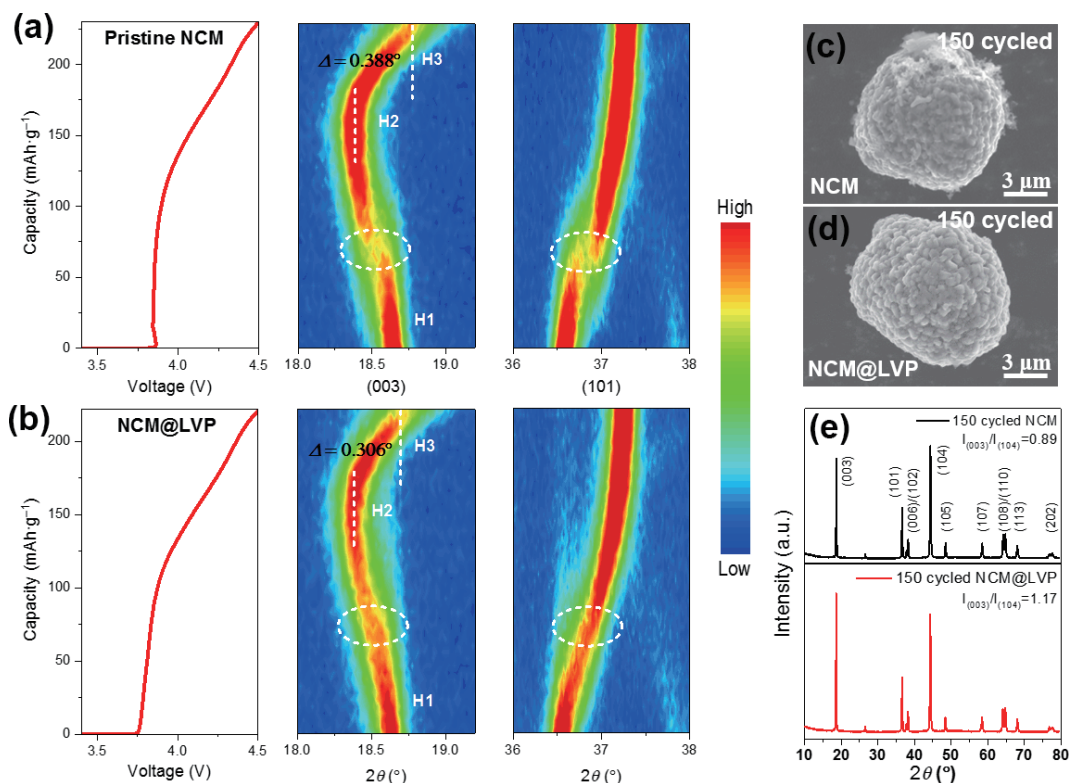 (a)
Pristine NCM
Capacity (mAh·g⁻¹)
200
150
100
50
0
3.5
4.0
4.5
Voltage (V)
Δ = 0.388°
H3
H2
H1
18.0
18.5
19.0
(003)
36
37
38
(101)
(b)
NCM@LVP
Capacity (mAh·g⁻¹)
200
150
100
50
0
3.5
4.0
4.5
Voltage (V)
Δ = 0.306°
H3
H2
H1
18.0
18.5
19.0
2θ (°)
36
37
38
2θ (°)
High
Low
(c)
150 cycled
NCM
3 μm
(d)
150 cycled
NCM@LVP
3 μm
(e)
150 cycled NCM
I(003)/I(104)=0.89
(003)
(101)
(006)/(102)
(104)
(105)
(107)
(108)/(110)
(113)
(202)
150 cycled NCM@LVP
I(003)/I(104)=1.17
Intensity (a.u.)
10 20 30 40 50 60 70 80
2θ (°)